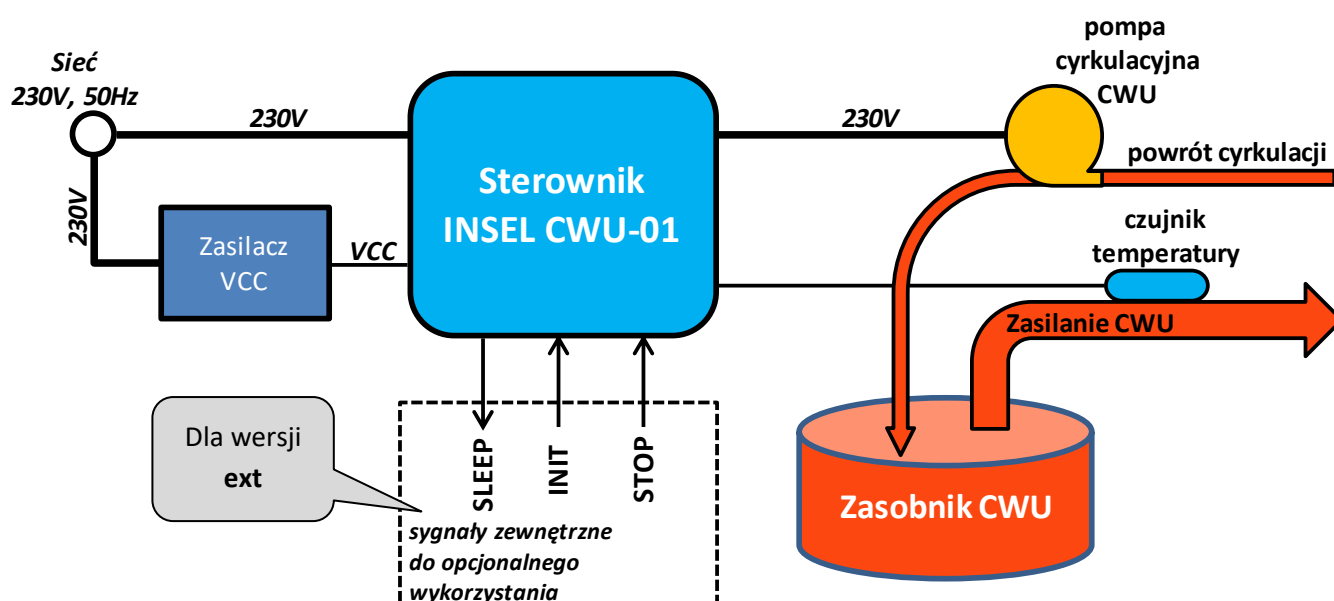 Sieć
230V, 50Hz
230V
230V
Zasilacz
VCC
VCC
Sterownik
INSEL CWU-01
230V
pompa
cyrkulacyjna
CWU
powrót cyrkulacji
czujnik
temperatury
Zasilanie CWU
Zasobnik CWU
Dla wersji
ext
SLEEP
INIT
STOP
sygnały zewnętrzne
do opcjonalnego
wykorzystania